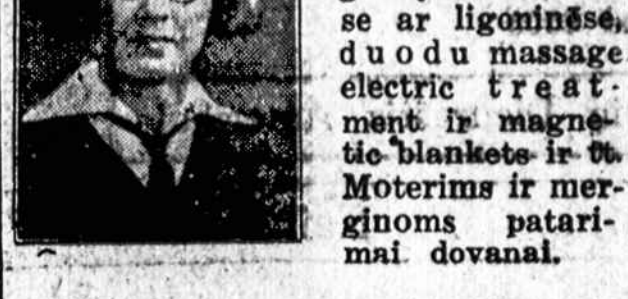 se ar ligoninėse,
duodu massage
electric treat-
ment ir magne-
tic blankets ir tt.
Moterims ir mer-
ginoms patari-
mai dovanai.